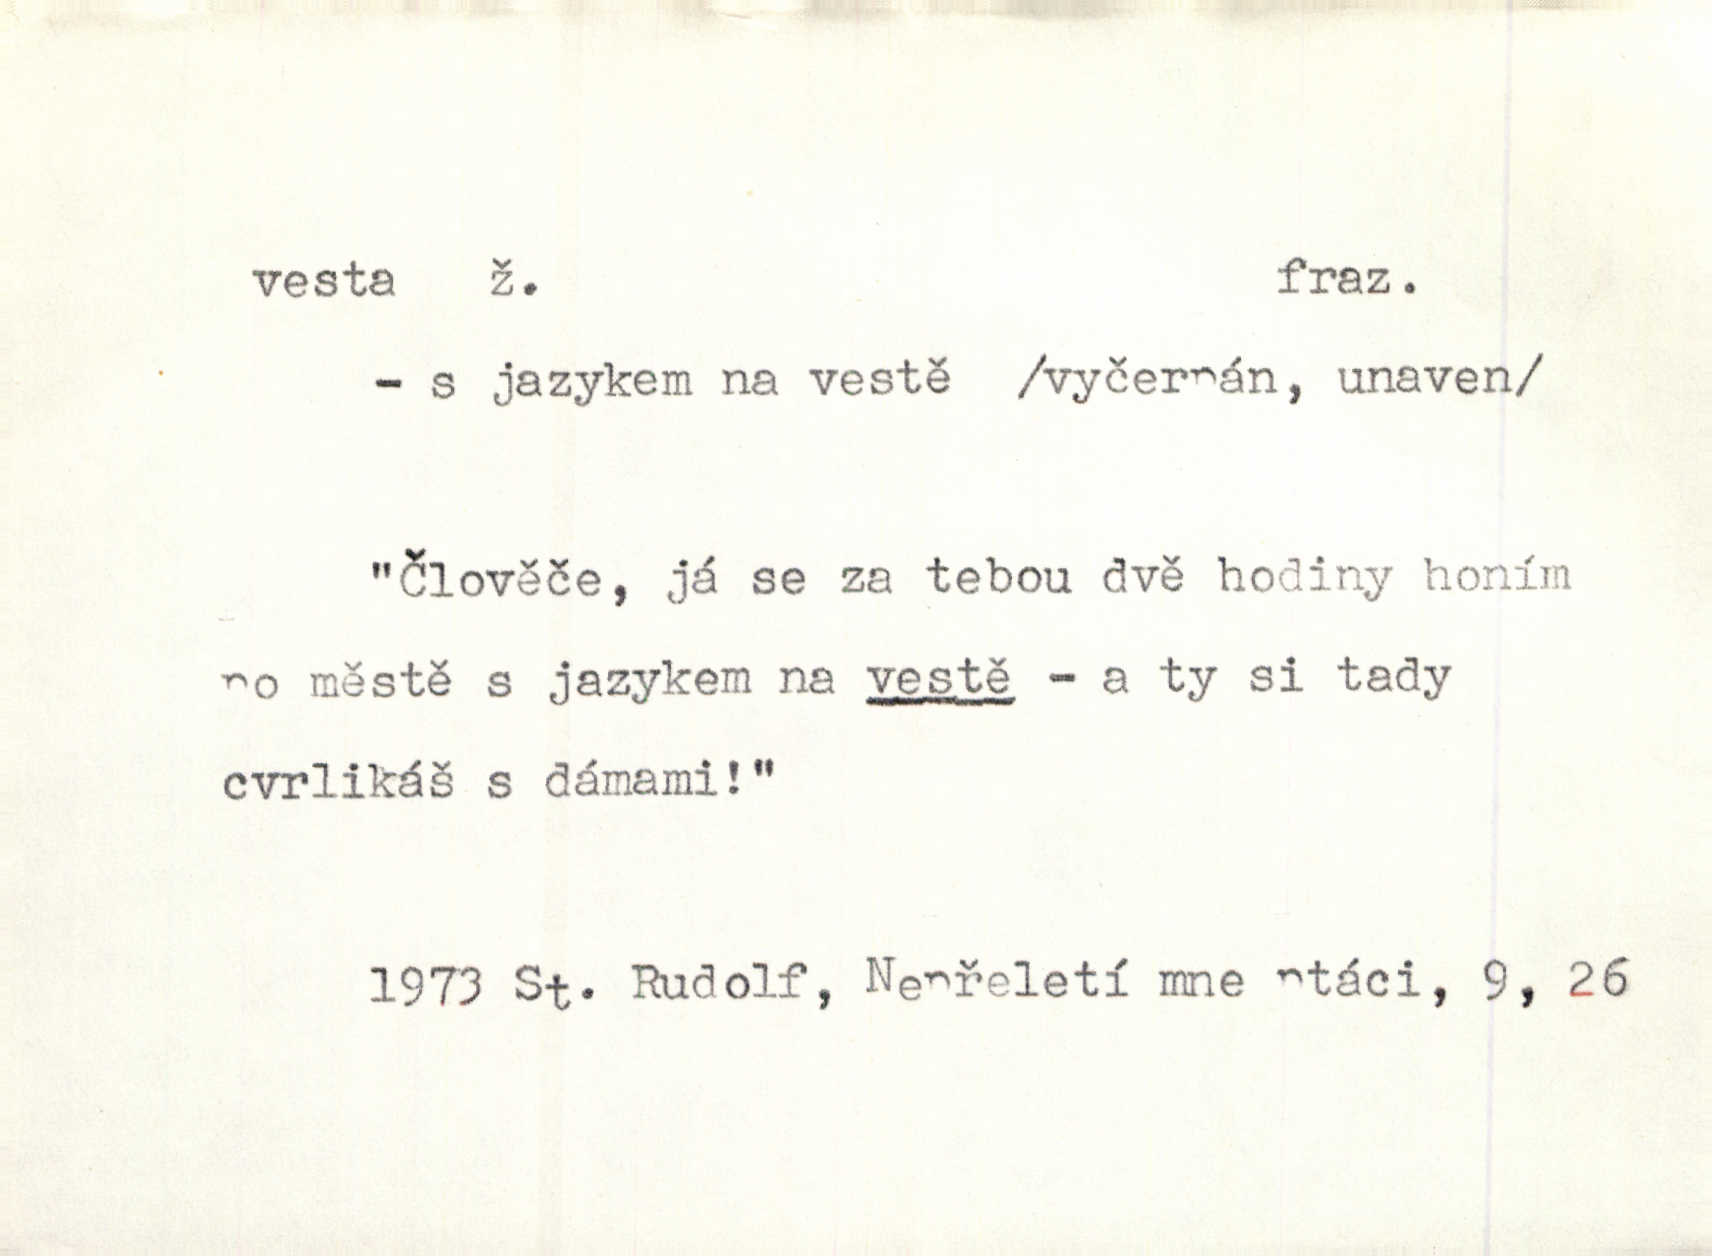 vesta ž. fraz.
- s jazykem na vestě /vyčerpán, unaven/
"Člověče, já se za tebou dvě hodiny honím
po městě s jazykem na vestě - a ty si tady
cvrlikáš s dámami!"
1973 St. Rudolf, Nepřeletí mne ptáci, 9, 26